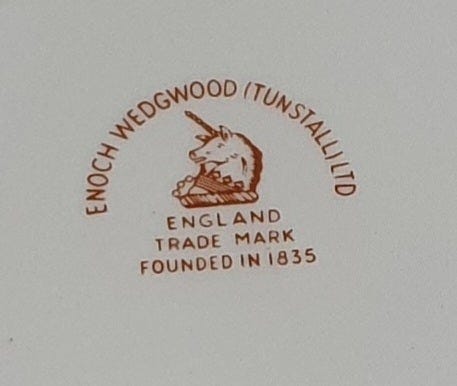 ENOCH WEDGWOOD (TUNSTALL) LTD
ENGLAND
TRADE MARK
FOUNDED IN 1835